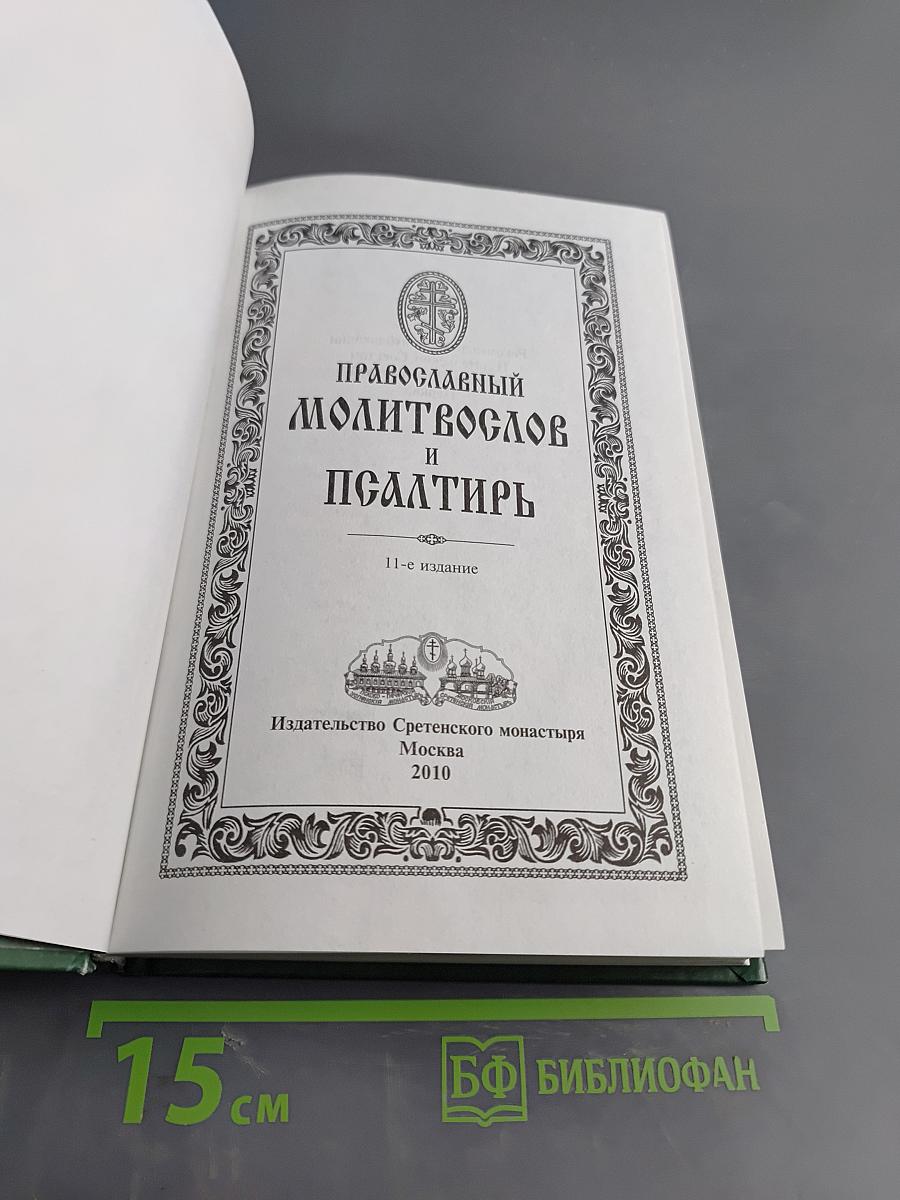 ПРАВОСЛАВНЫЙ
МОЛИТВОСЛОВ
И
ПСАЛТИРЬ
11-е издание
Издательство Сретенского монастыря
Москва
2010
15 см
БФ БИБЛИОФАН